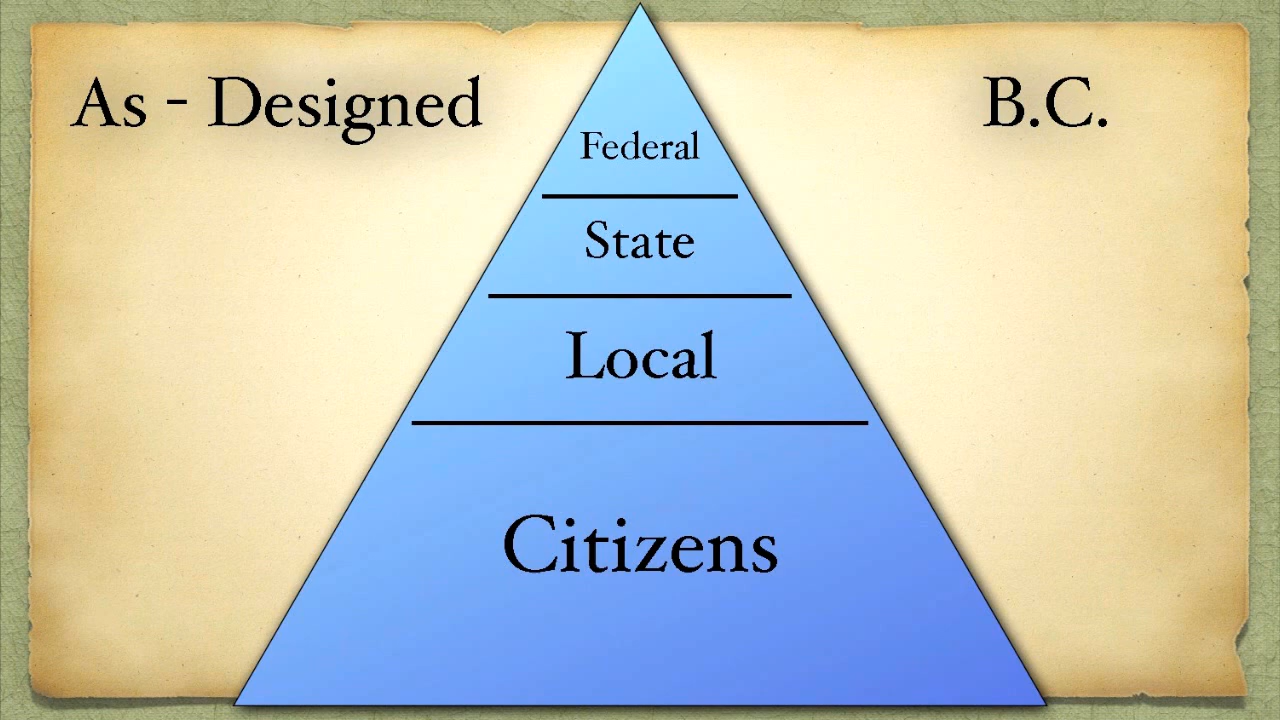 As - Designed
B.C.
Federal
State
Local
Citizens